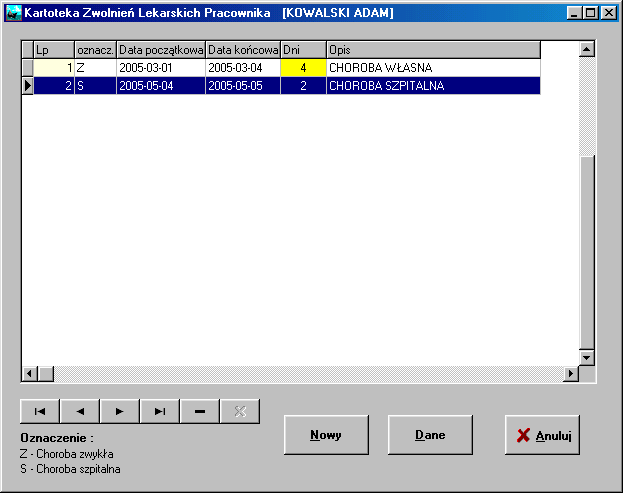 Kartoteka Zwolnień Lekarskich Pracownika [KOWALSKI ADAM]
Lp oznacz. Data początkowa Data końcowa Dni Opis
1 Z 2005-03-01 2005-03-04 4 CHOROBA WŁASNA
2 S 2005-05-04 2005-05-05 2 CHOROBA SZPITALNA
Nowy Dane Anuluj
Oznaczenie :
Z - Choroba zwykła
S - Choroba szpitalna